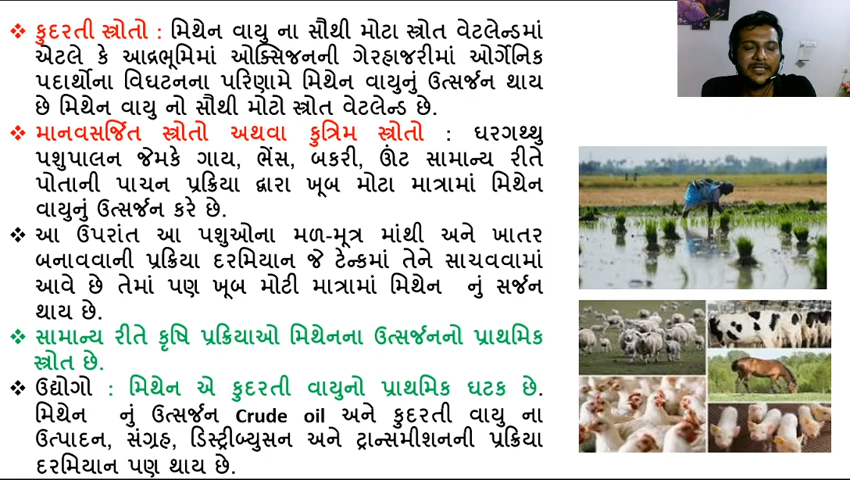 ❖ કુદરતી સ્ત્રોતો : મિથેન વાયુ ના સૌથી મોટા સ્ત્રોત વેટલેન્ડમાં
એટલે કે આદ્રભૂમિમાં ઓક્સિજનની ગેરહાજરીમાં ઓર્ગેનિક
પદાર્થોના વિઘટનના પરિણામે મિથેન વાયુનું ઉત્સર્જન થાય
છે મિથેન વાયુ નો સૌથી મોટો સ્ત્રોત વેટલેન્ડ છે.
❖ માનવસર્જિત સ્ત્રોતો અથવા કુત્રિમ સ્ત્રોતો : ઘરગથ્થુ
પશુપાલન જેમકે ગાય, ભેંસ, બકરી, ઊંટ સામાન્ય રીતે
પોતાની પાચન પ્રક્રિયા દ્વારા ખૂબ મોટા માત્રામાં મિથેન
વાયુનું ઉત્સર્જન કરે છે.
❖ આ ઉપરાંત આ પશુઓના મળ-મૂત્ર માંથી અને ખાતર
બનાવવાની પ્રક્રિયા દરમિયાન જે ટેન્કમાં તેને સાચવવામાં
આવે છે તેમાં પણ ખૂબ મોટી માત્રામાં મિથેન નું સર્જન
થાય છે.
❖ સામાન્ય રીતે કૃષિ પ્રક્રિયાઓ મિથેનના ઉત્સર્જનનો પ્રાથમિક
સ્ત્રોત છે.
❖ ઉદ્યોગો : મિથેન એ કુદરતી વાયુનો પ્રાથમિક ઘટક છે.
મિથેન નું ઉત્સર્જન Crude oil અને કુદરતી વાયુ ના
ઉત્પાદન, સંગ્રહ, ડિસ્ટ્રીબ્યુસન અને ટ્રાન્સમીશનની પ્રક્રિયા
દરમિયાન પણ થાય છે.